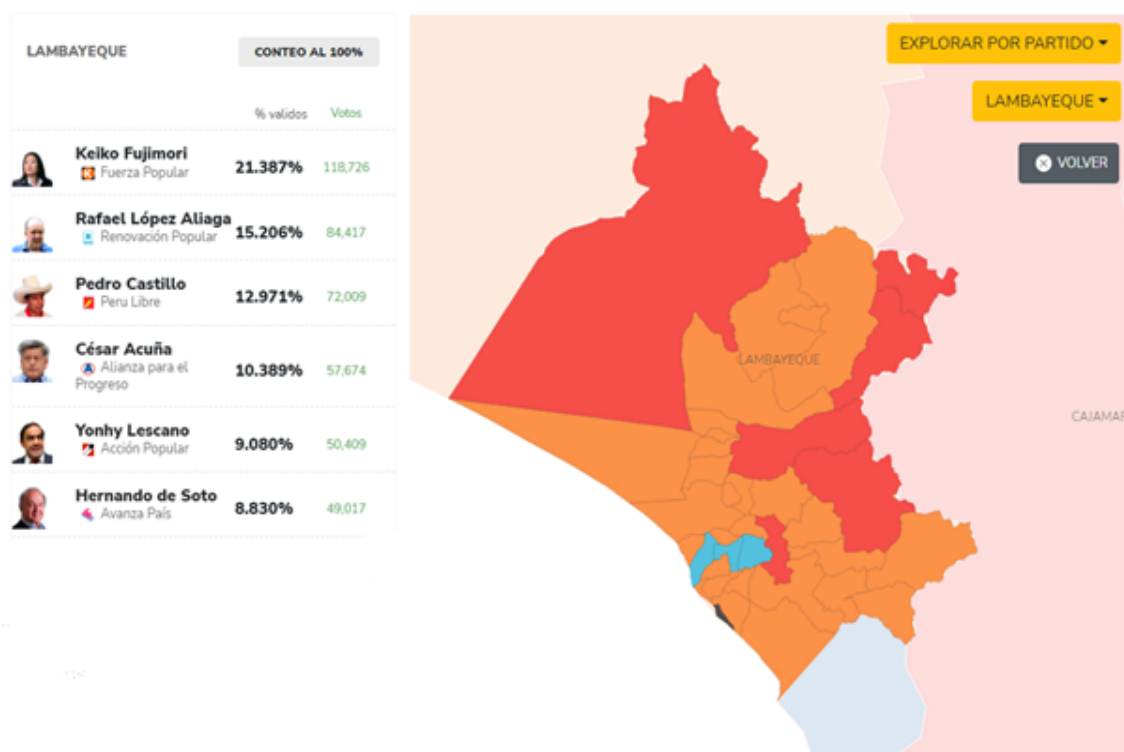 LAMBAYEQUE
CONTEO AL 100%
% validos Votos
Keiko Fujimori
Fuerza Popular
21.387% 118,726
Rafael López Aliaga
Renovación Popular
15.206% 84,417
Pedro Castillo
Peru Libre
12.971% 72,009
César Acuña
Alianza para el
Progreso
10.389% 57,674
Yonhy Lescano
Acción Popular
9.080% 50,409
Hernando de Soto
Avanza País
8.830% 49,017
EXPLORAR POR PARTIDO
LAMBAYEQUE
VOLVER
LAMBAYEQUE
CAJAMAR